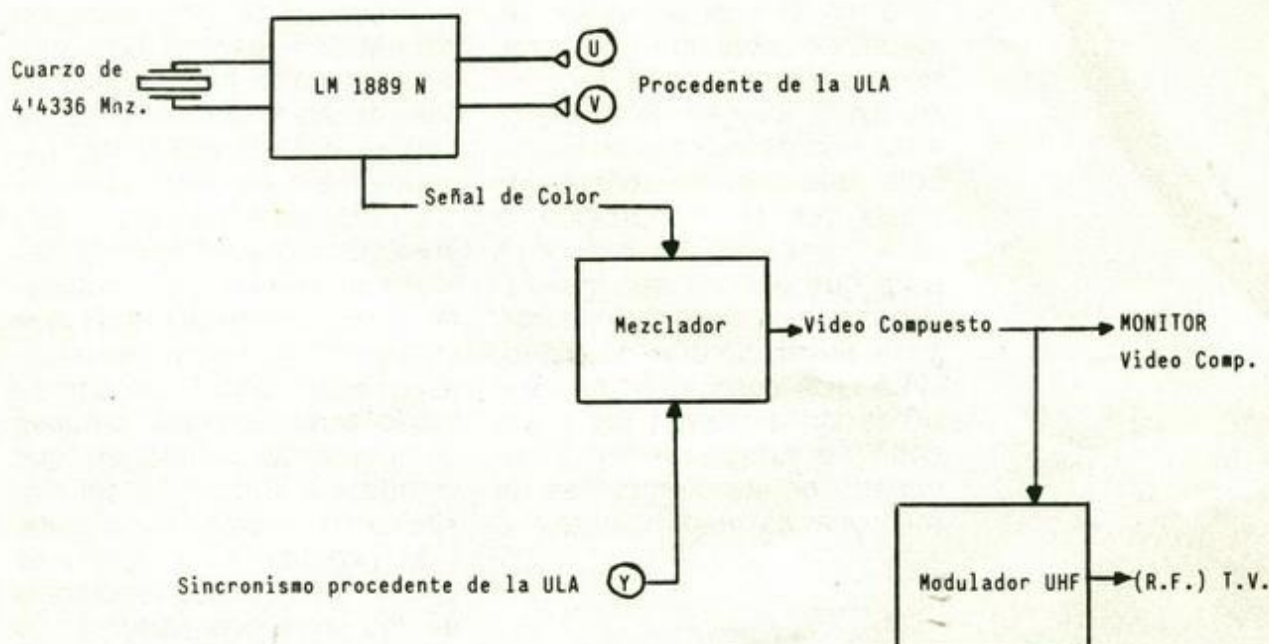 U
Cuarzo de
4'4336 Mnz.
LM 1889 N
Procedente de la ULA
V
Señal de Color
Mezclador
Video Compuesto
MONITOR
Video Comp.
Sincronismo procedente de la ULA
Y
Modulador UHF
(R.F.) T.V.